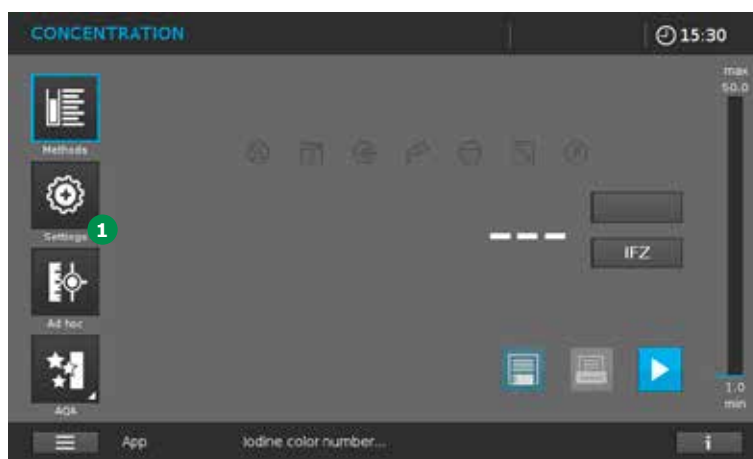 CONCENTRATION
15:30
Methods
Settings
1
Ad hoc
AQA
max
50.0
---
IFZ
1.0
min
App
Iodine color number...
i